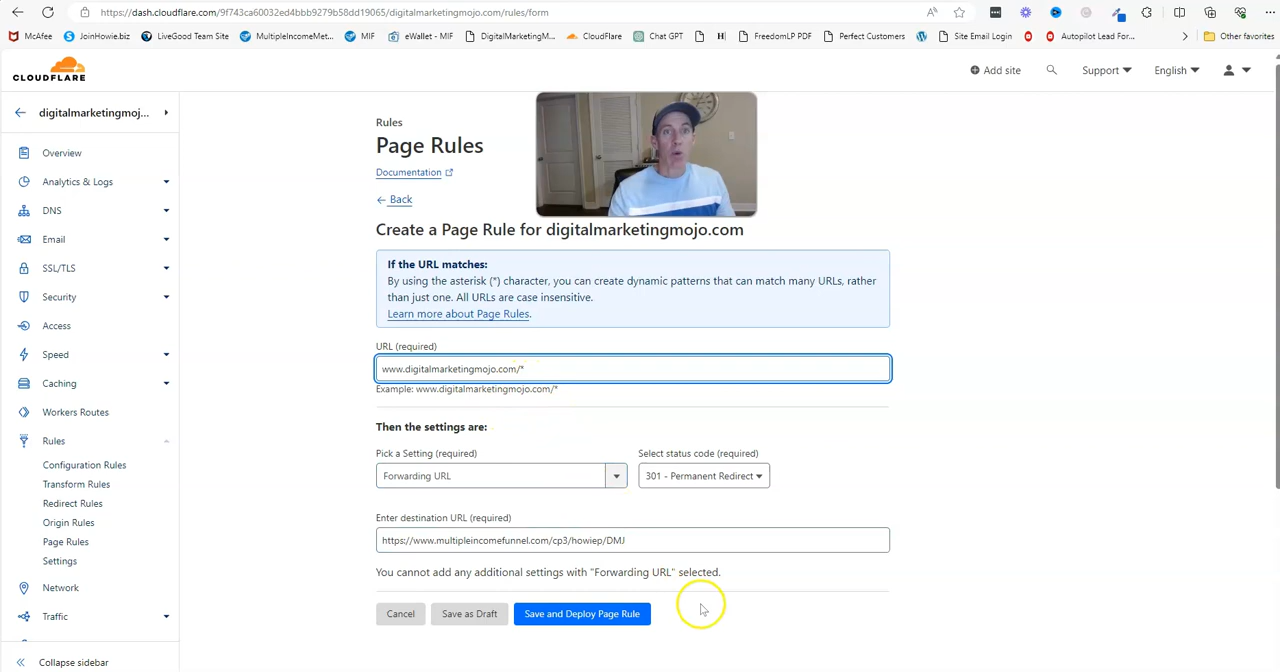 https://dash.cloudflare.com/9f743ca60032ed4bbb9279b58dd19065/digitalmarketingmojo.com/rules/form
McAfee JoinHowie.biz LiveGood Team Site MultipleIncomeMet... MIF eWallet - MIF DigitalMarketingM... CloudFlare Chat GPT H FreedomLP PDF Perfect Customers Site Email Login Autopilot Lead For... Other favorites
CLOUDFLARE
Add site Support English
digitalmarketingmoj...
Overview
Analytics & Logs
DNS
Email
SSL/TLS
Security
Access
Speed
Caching
Workers Routes
Rules
Configuration Rules
Transform Rules
Redirect Rules
Origin Rules
Page Rules
Settings
Network
Traffic
Collapse sidebar
Rules
Page Rules
Documentation
Back
Create a Page Rule for digitalmarketingmojo.com
If the URL matches:
By using the asterisk (*) character, you can create dynamic patterns that can match many URLs, rather
than just one. All URLs are case insensitive.
Learn more about Page Rules.
URL (required)
www.digitalmarketingmojo.com/*
Example: www.digitalmarketingmojo.com/*
Then the settings are:
Pick a Setting (required) Select status code (required)
Forwarding URL 301 - Permanent Redirect
Enter destination URL (required)
https://www.multipleincomefunnel.com/cp3/howiep/DMJ
You cannot add any additional settings with "Forwarding URL" selected.
Cancel Save as Draft Save and Deploy Page Rule